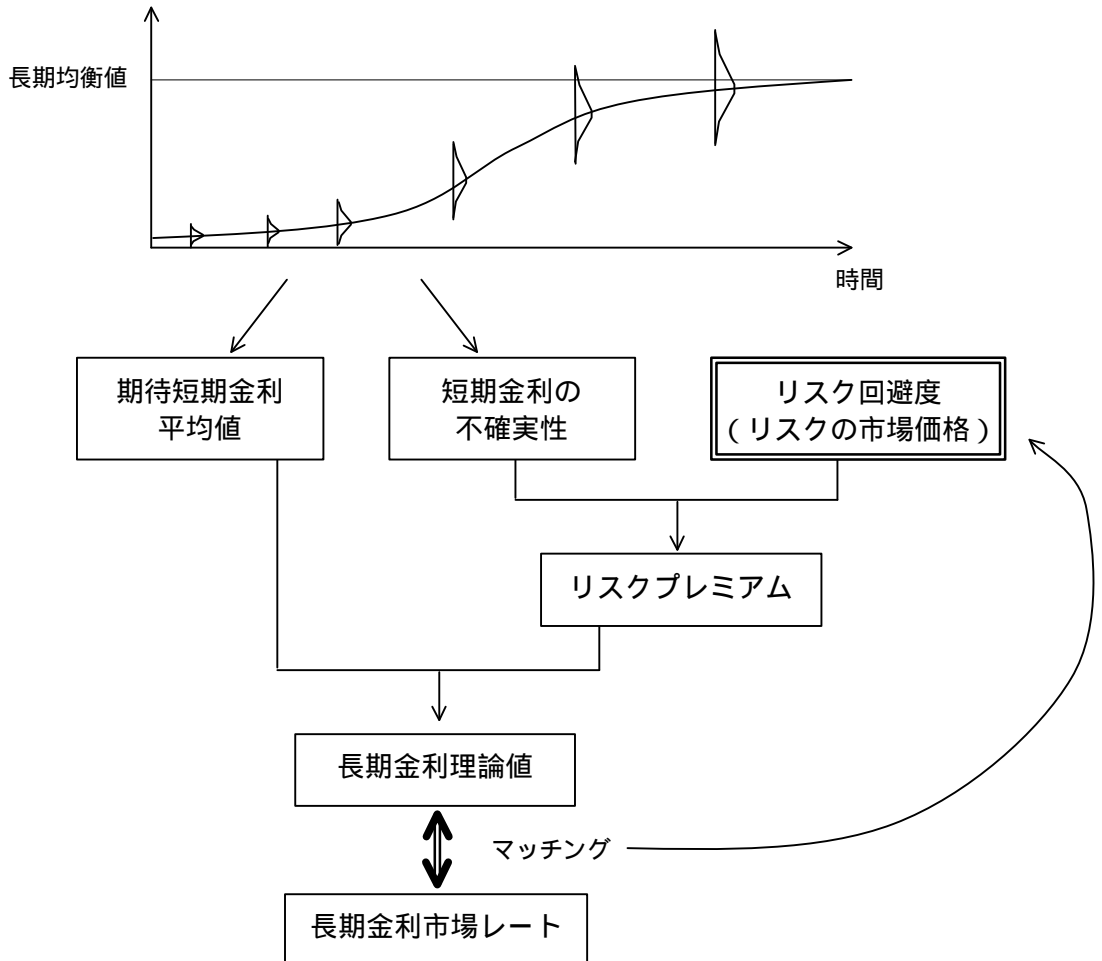 長期均衡値
時間
期待短期金利
平均値
短期金利の
不確実性
リスク回避度
(リスクの市場価格)
リスクプレミアム
長期金利理論値
マッチング
長期金利市場レート